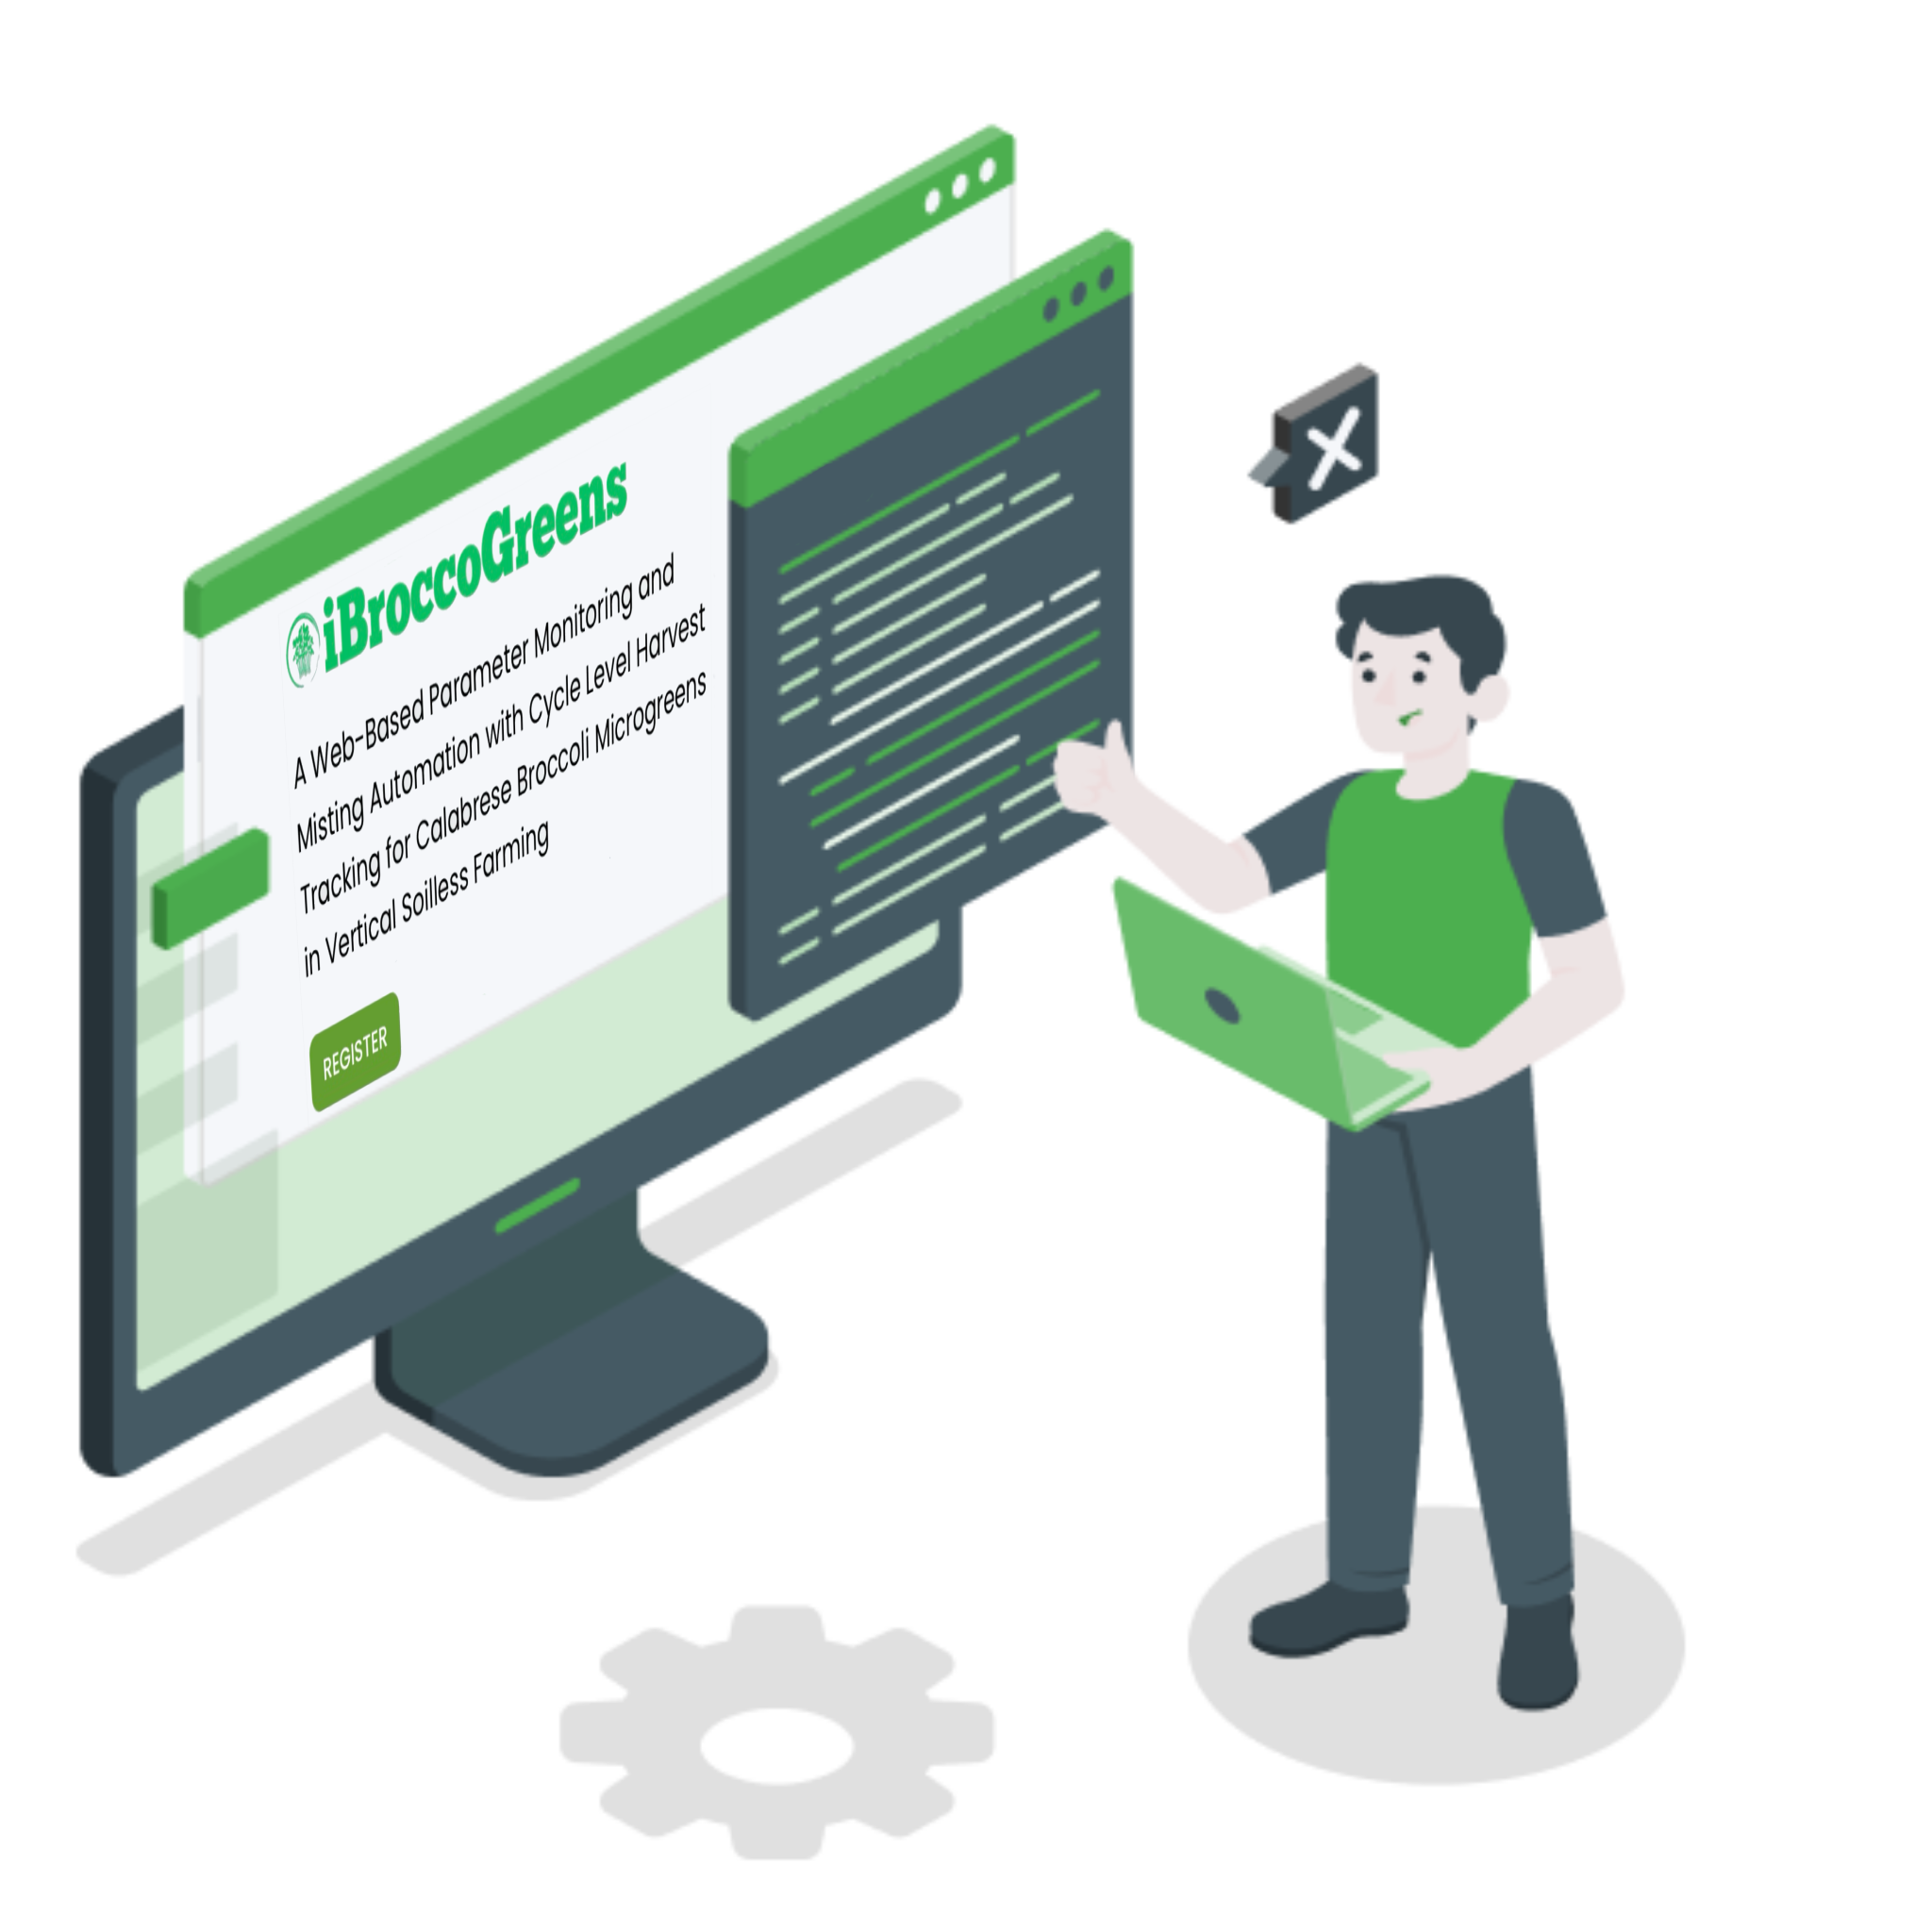 iBroccoGreens
A Web-Based Parameter Monitoring and
Misting Automation with Cycle Level Harvest
Tracking for Calabrese Broccoli Microgreens
in Vertical Soilless Farming
REGISTER